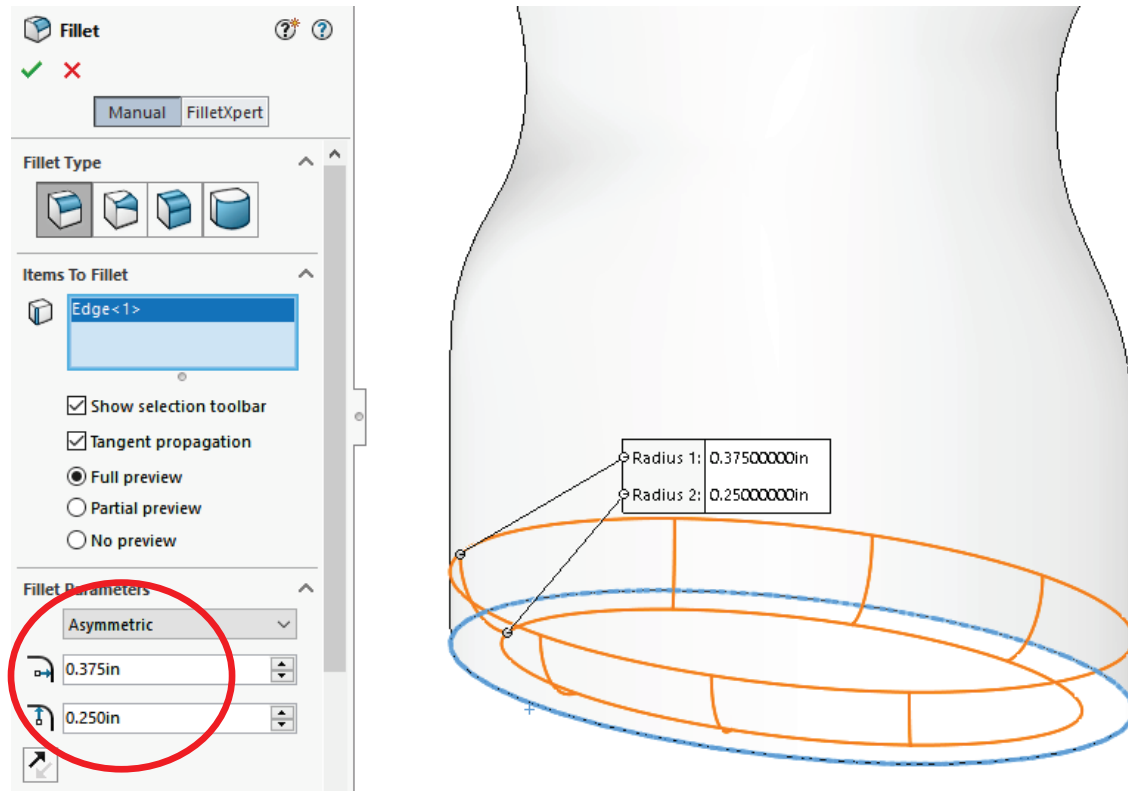 Fillet
Manual FilletXpert
Fillet Type
Items To Fillet
Edge<1>
Show selection toolbar
Tangent propagation
Full preview
Partial preview
No preview
Fillet Parameters
Asymmetric
0.375in
0.250in
Radius 1: 0.37500000in
Radius 2: 0.25000000in